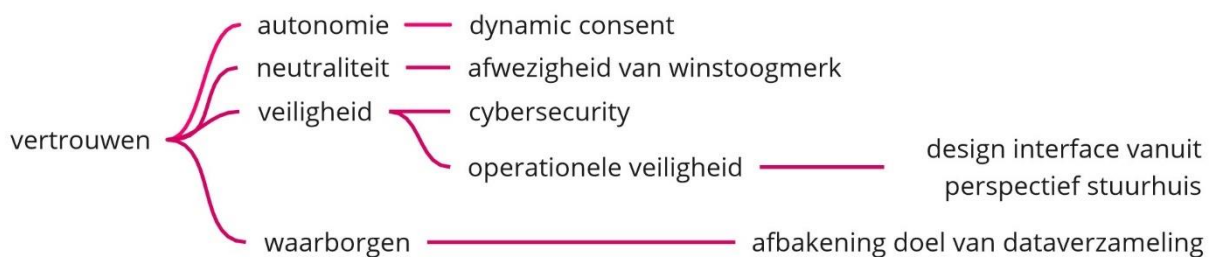 autonomie
dynamic consent
neutraliteit
afwezigheid van winstoogmerk
veiligheid
cybersecurity
vertrouwen
operationele veiligheid
design interface vanuit
perspectief stuurhuis
waarborgen
afbakening doel van dataverzameling